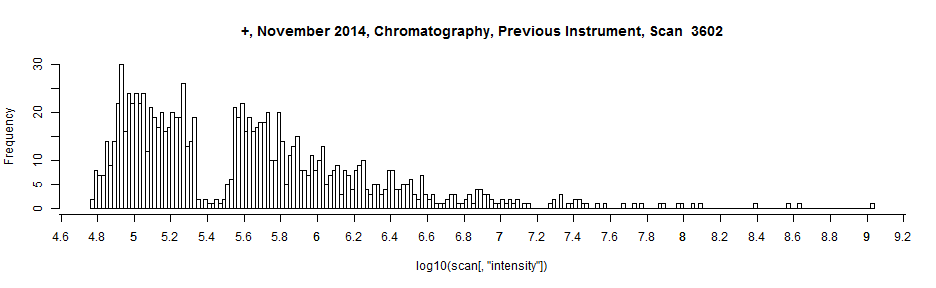 +, November 2014, Chromatography, Previous Instrument, Scan  3602
Frequency
30
20
10
5
0
4.6 4.8 5 5.2 5.4 5.6 5.8 6 6.2 6.4 6.6 6.8 7 7.2 7.4 7.6 7.8 8 8.2 8.4 8.6 8.8 9 9.2
log10(scan[, "intensity"])